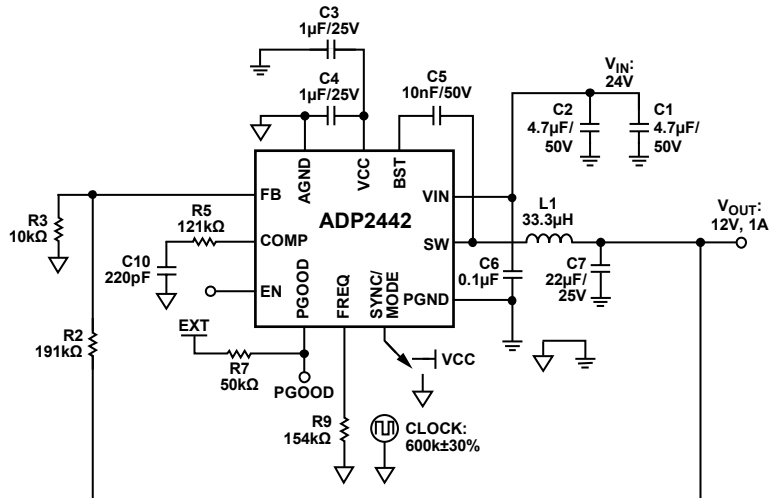 C3
1µF/25V
C4
1µF/25V
C5
10nF/50V
VIN:
24V
C2
4.7µF/
50V
C1
4.7µF/
50V
AGND
VCC
BST
FB
VIN
ADP2442
R3
10kΩ
R5
121kΩ
COMP
SW
L1
33.3µH
VOUT:
12V, 1A
C10
220pF
C6
0.1µF
C7
22µF/
25V
EN
PGOOD
FREQ
SYNC/
MODE
PGND
EXT
R2
191kΩ
R7
50kΩ
PGOOD
VCC
R9
154kΩ
CLOCK:
600k±30%